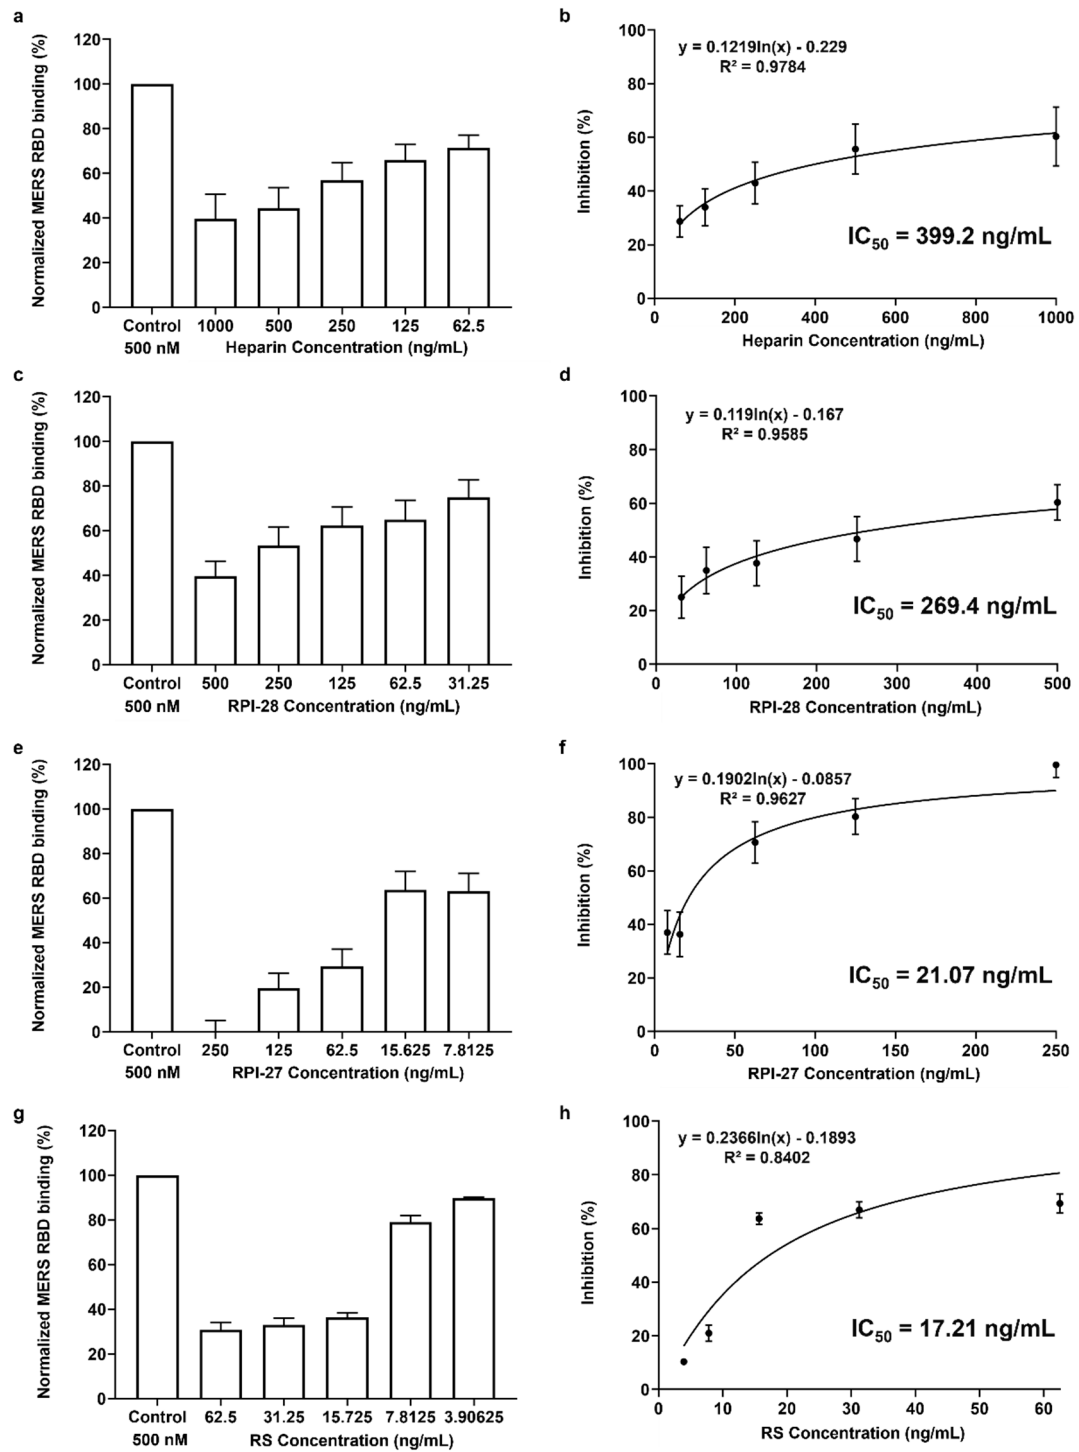 a
Normalized MERS RBD binding (%)
120
100
80
60
40
20
0
Control 1000 500 250 125 62.5
500 nM Heparin Concentration (ng/mL)
b
Inhibition (%)
100
80
60
40
20
0
y = 0.1219ln(x) - 0.229
R² = 0.9784
IC50 = 399.2 ng/mL
0 200 400 600 800 1000
Heparin Concentration (ng/mL)
c
Normalized MERS RBD binding (%)
120
100
80
60
40
20
0
Control 500 250 125 62.5 31.25
500 nM RPI-28 Concentration (ng/mL)
d
Inhibition (%)
100
80
60
40
20
0
y = 0.119ln(x) - 0.167
R² = 0.9585
IC50 = 269.4 ng/mL
0 100 200 300 400 500
RPI-28 Concentration (ng/mL)
e
Normalized MERS RBD binding (%)
120
100
80
60
40
20
0
Control 250 125 62.5 15.625 7.8125
500 nM RPI-27 Concentration (ng/mL)
f
Inhibition (%)
100
80
60
40
20
0
y = 0.1902ln(x) - 0.0857
R² = 0.9627
IC50 = 21.07 ng/mL
0 50 100 150 200 250
RPI-27 Concentration (ng/mL)
g
Normalized MERS RBD binding (%)
120
100
80
60
40
20
0
Control 62.5 31.25 15.725 7.8125 3.90625
500 nM RS Concentration (ng/mL)
h
Inhibition (%)
100
80
60
40
20
0
y = 0.2366ln(x) - 0.1893
R² = 0.8402
IC50 = 17.21 ng/mL
0 10 20 30 40 50 60
RS Concentration (ng/mL)